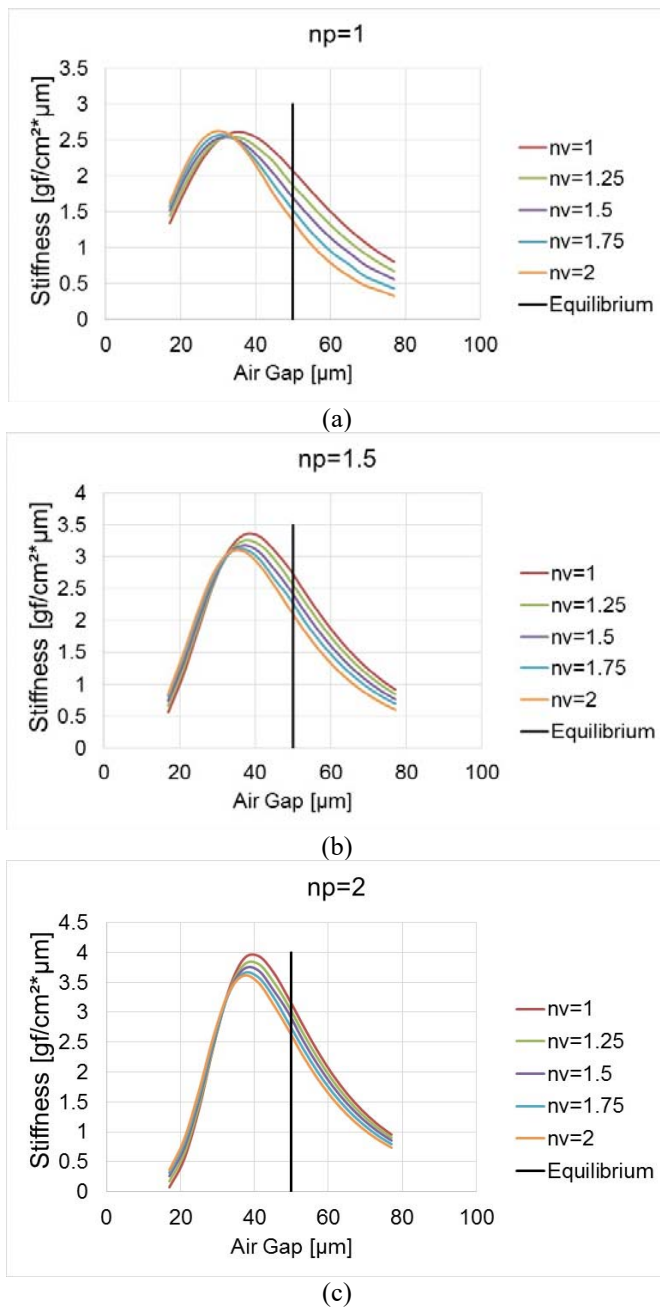 np=1
Stiffness [gf/cm²*µm]
3.5
3
2.5
2
1.5
1
0.5
0
0 20 40 60 80 100
Air Gap [µm]
nv=1
nv=1.25
nv=1.5
nv=1.75
nv=2
Equilibrium
(a)
np=1.5
Stiffness [gf/cm²*µm]
4
3.5
3
2.5
2
1.5
1
0.5
0
0 20 40 60 80 100
Air Gap [µm]
nv=1
nv=1.25
nv=1.5
nv=1.75
nv=2
Equilibrium
(b)
np=2
Stiffness [gf/cm²*µm]
4.5
4
3.5
3
2.5
2
1.5
1
0.5
0
0 20 40 60 80 100
Air Gap [µm]
nv=1
nv=1.25
nv=1.5
nv=1.75
nv=2
Equilibrium
(c)